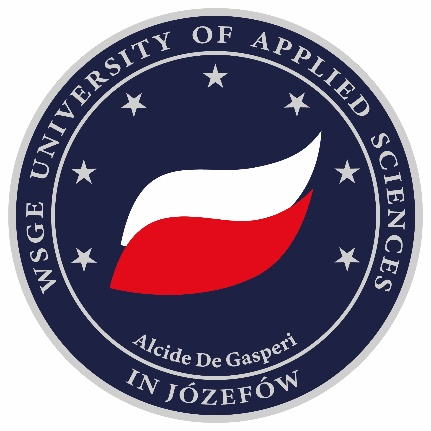 WSGE UNIVERSITY OF APPLIED SCIENCES
Alcide De Gasperi
IN JÓZEFÓW